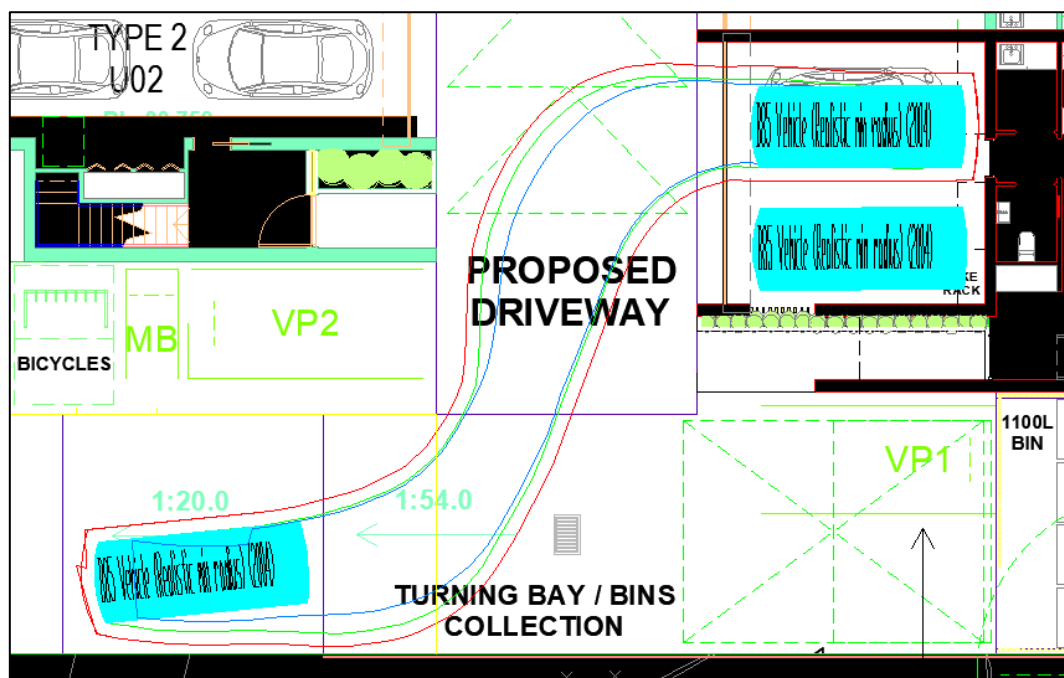 TYPE 2
U02
B85 Vehicle (Realistic min radius) (2004)
B85 Vehicle (Realistic min radius) (2004)
RACK
PROPOSED
DRIVEWAY
VP2
MB
BICYCLES
1100L
BIN
VP1
1:20.0
1:54.0
B85 Vehicle (Realistic min radius) (2004)
TURNING BAY / BINS
COLLECTION